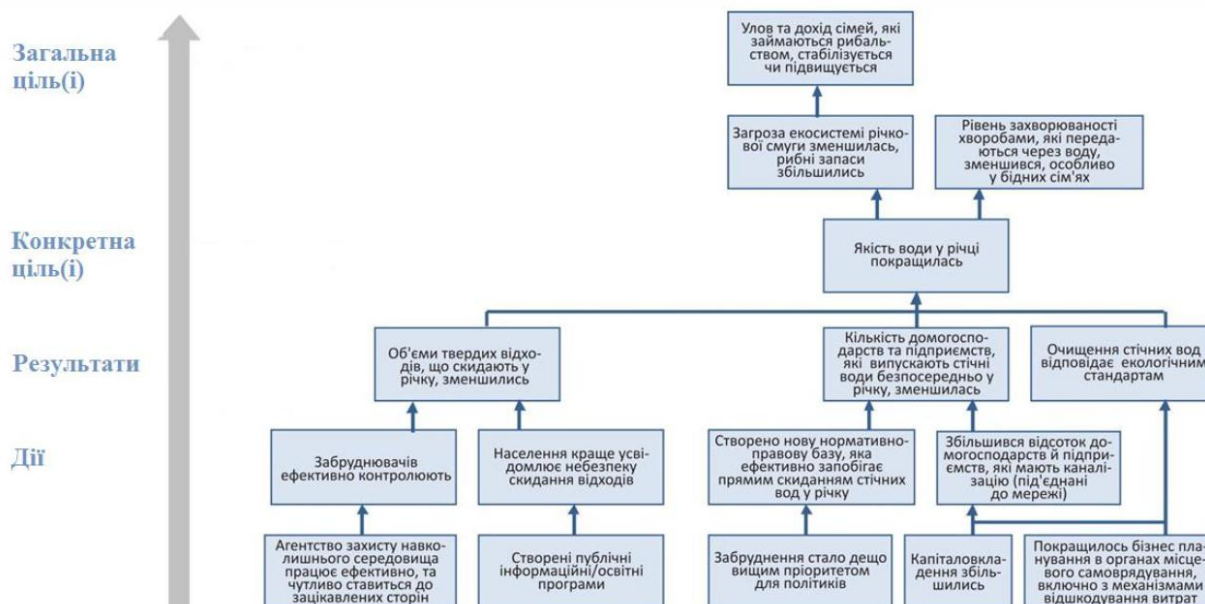 Загальна
ціль(і)
Улов та дохід сімей, які
займаються рибаль-
ством, стабілізується
чи підвищується
Загроза екосистемі річко-
вої смуги зменшилась,
рибні запаси
збільшились
Рівень захворюваності
хворобами, які переда-
ються через воду,
зменшився, особливо
у бідних сім'ях
Конкретна
ціль(і)
Якість води у річці
покращилась
Результати
Об'єми твердих відхо-
дів, що скидають у
річку, зменшились
Кількість домогоспо-
дарств та підприємств,
які випускають стічні
води безпосередньо у
річку, зменшилась
Очищення стічних вод
відповідає екологічним
стандартам
Дії
Забруднювачів
ефективно контролюють
Населення краще усві-
домлює небезпеку
скидання відходів
Створено нову нормативно-
правову базу, яка
ефективно запобігає
прямим скиданням стічних
вод у річку
Збільшився відсоток до-
могосподарств й підпри-
ємств, які мають каналі-
зацію (під'єднані
до мережі)
Агентство захисту навко-
лишнього середовища
працює ефективно, та
чутливо ставиться до
зацікавлених сторін
Створені публічні
інформаційні/освітні
програми
Забруднення стало дещо
вищим пріоритетом
для політиків
Капіталовкла-
дення збіль-
шились
Покращилось бізнес пла-
нування в органах місце-
вого самоврядування,
включно з механізмами
відшкодування витрат